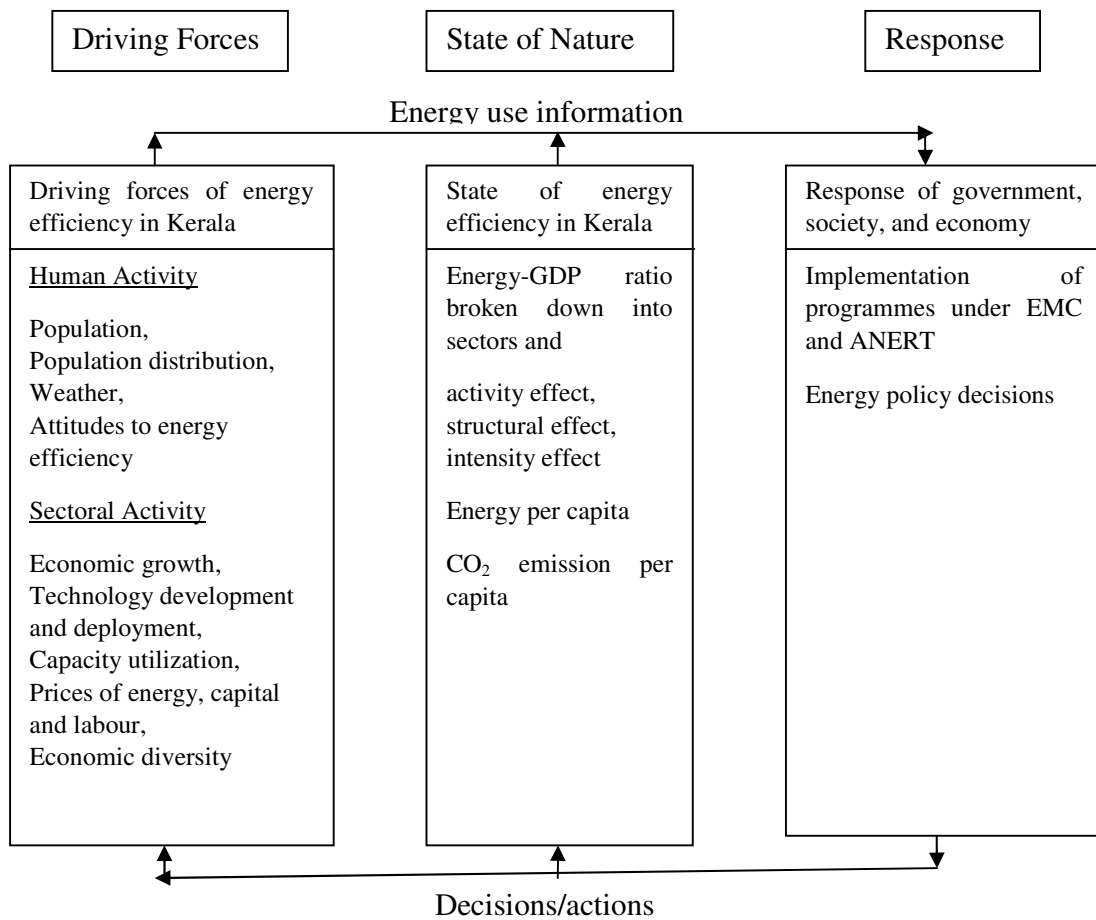 Driving Forces
State of Nature
Response
Energy use information
Driving forces of energy
efficiency in Kerala
Human Activity
Population,
Population distribution,
Weather,
Attitudes to energy
efficiency
Sectoral Activity
Economic growth,
Technology development
and deployment,
Capacity utilization,
Prices of energy, capital
and labour,
Economic diversity
State of energy
efficiency in Kerala
Energy-GDP ratio
broken down into
sectors and
activity effect,
structural effect,
intensity effect
Energy per capita
CO₂ emission per
capita
Response of government,
society, and economy
Implementation of
programmes under EMC
and ANERT
Energy policy decisions
Decisions/actions